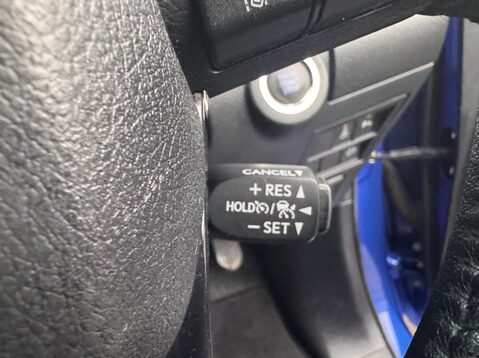 CANCEL
+ RES
HOLD /
− SET